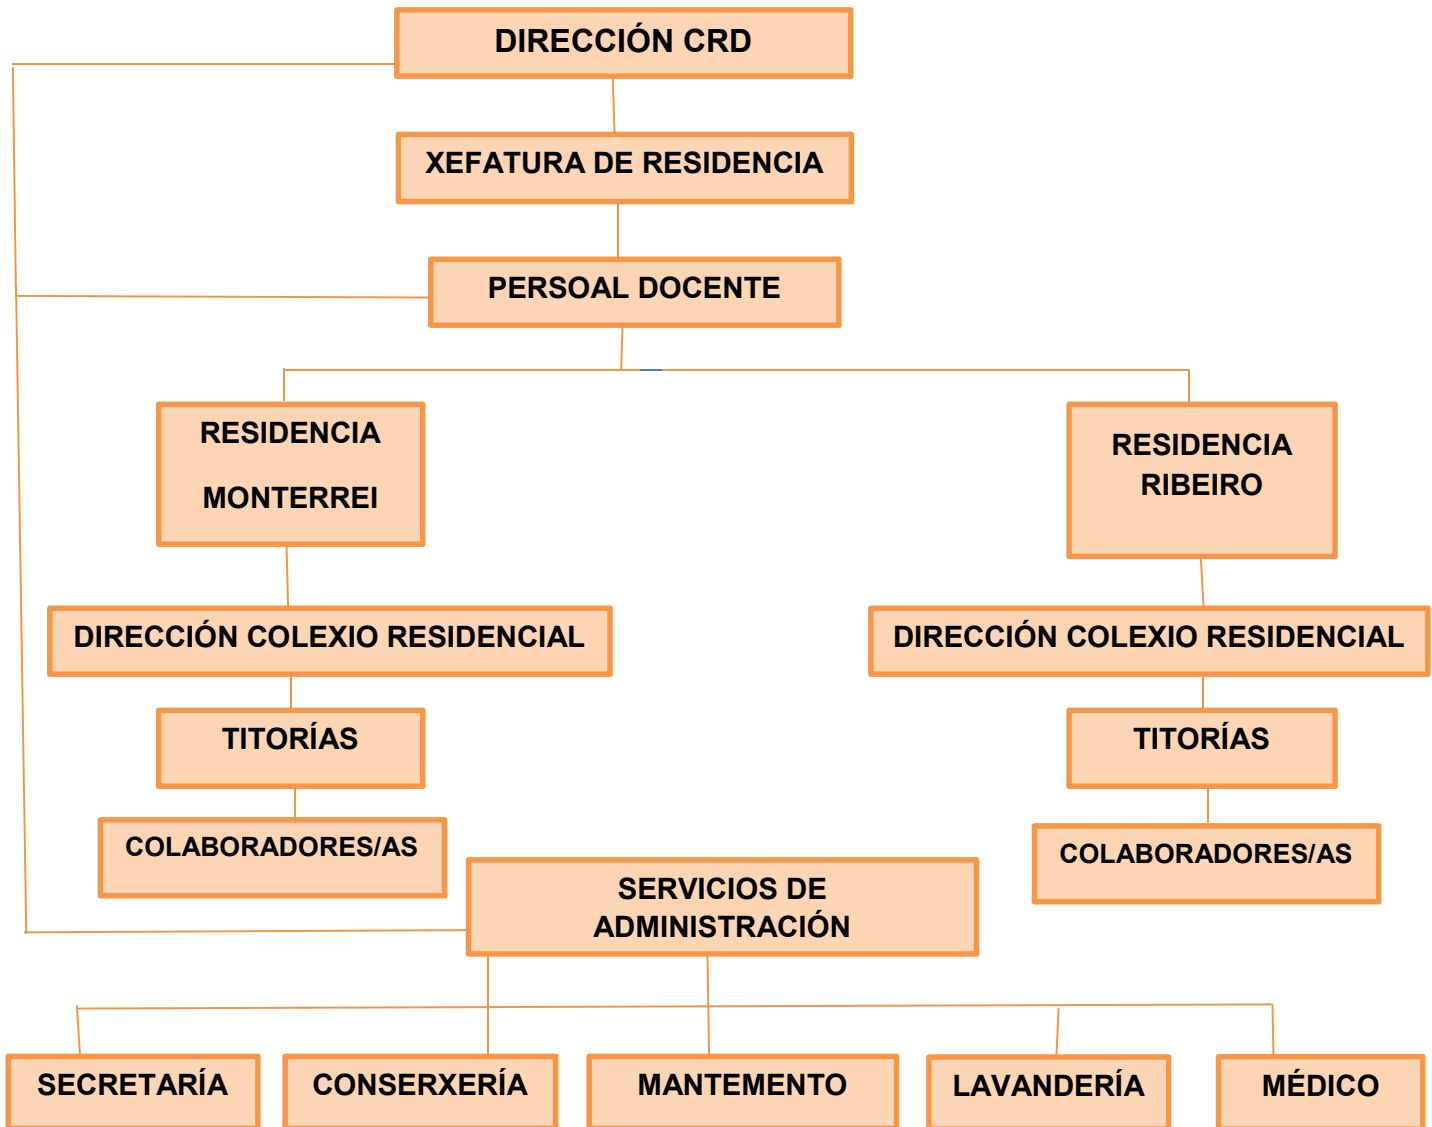 DIRECCIÓN CRD
XEFATURA DE RESIDENCIA
PERSOAL DOCENTE
RESIDENCIA
MONTERREI
RESIDENCIA
RIBEIRO
DIRECCIÓN COLEXIO RESIDENCIAL
DIRECCIÓN COLEXIO RESIDENCIAL
TITORÍAS
TITORÍAS
COLABORADORES/AS
COLABORADORES/AS
SERVICIOS DE
ADMINISTRACIÓN
SECRETARÍA
CONSERXERÍA
MANTEMENTO
LAVANDERÍA
MÉDICO